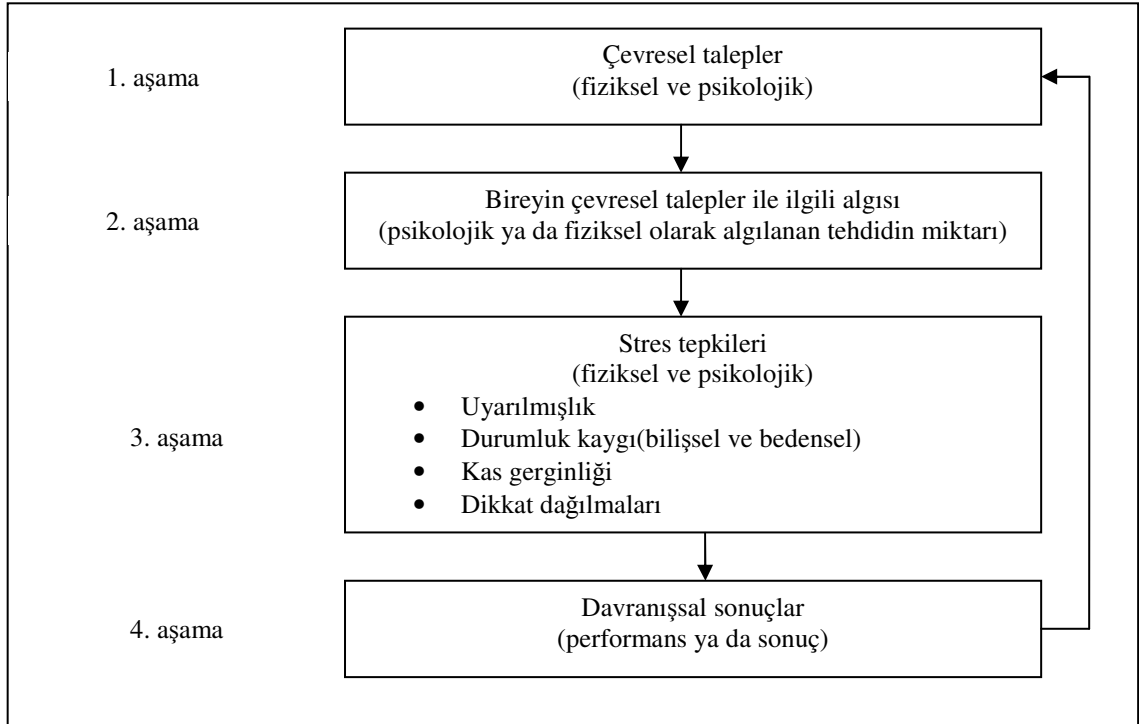 1. aşama
Çevresel talepler
(fiziksel ve psikolojik)
2. aşama
Bireyin çevresel talepler ile ilgili algısı
(psikolojik ya da fiziksel olarak algılanan tehdidin miktarı)
3. aşama
Stres tepkileri
(fiziksel ve psikolojik)
• Uyarılmışlık
• Durumluk kaygı(bilişsel ve bedensel)
• Kas gerginliği
• Dikkat dağılmaları
4. aşama
Davranışsal sonuçlar
(performans ya da sonuç)